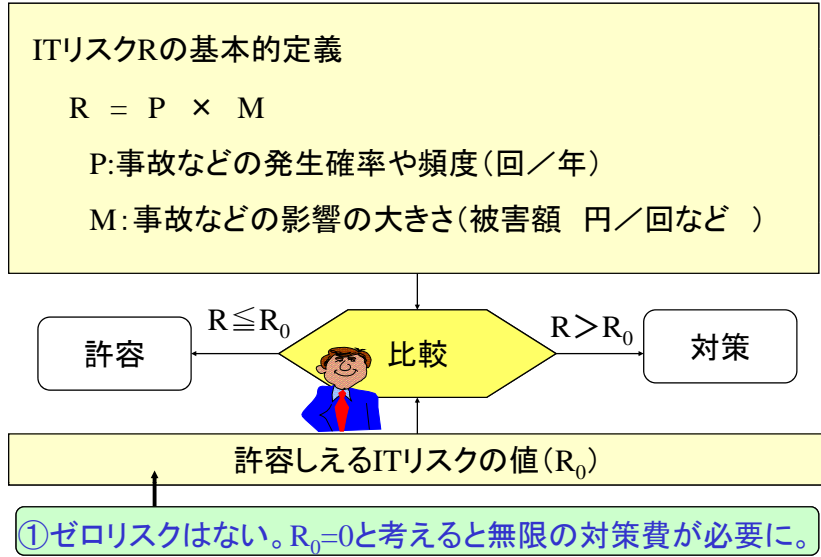 ITリスクRの基本的定義
R = P × M
P:事故などの発生確率や頻度(回/年)
M:事故などの影響の大きさ(被害額 円/回など )
R≦R₀
R>R₀
許容
比較
対策
許容しえるITリスクの値(R₀)
①ゼロリスクはない。R₀=0と考えると無限の対策費が必要に。